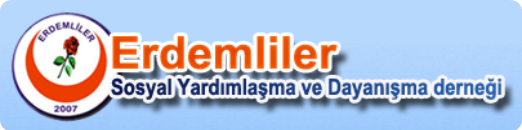 ERDEMLİLER
2007
Erdemliler
Sosyal Yardımlaşma ve Dayanışma derneği